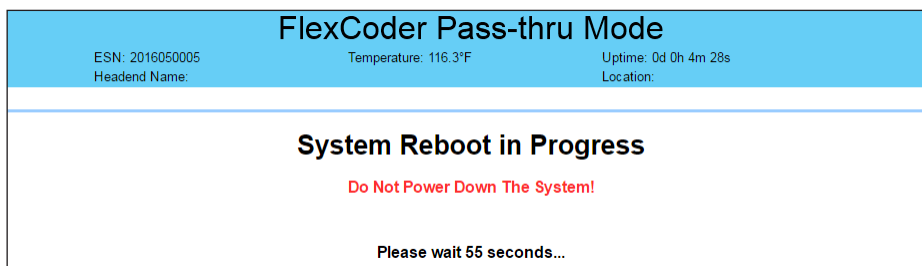 FlexCoder Pass-thru Mode
ESN: 2016050005 Temperature: 116.3°F Uptime: 0d 0h 4m 28s
Headend Name: Location:
System Reboot in Progress
Do Not Power Down The System!
Please wait 55 seconds...